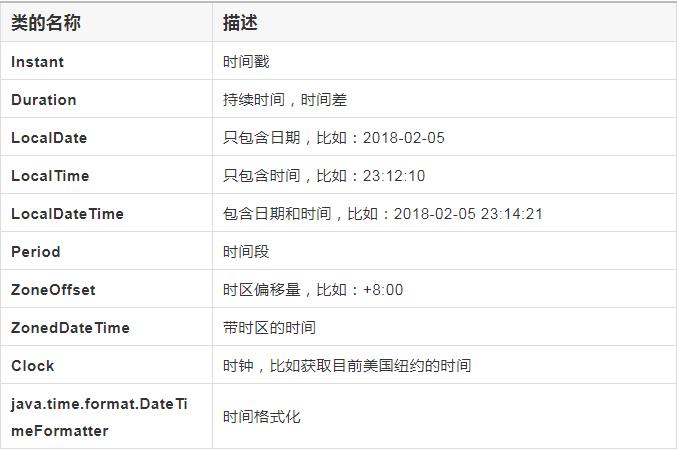 类的名称 描述
Instant 时间戳
Duration 持续时间，时间差
LocalDate 只包含日期，比如：2018-02-05
LocalTime 只包含时间，比如：23:12:10
LocalDateTime 包含日期和时间，比如：2018-02-05 23:14:21
Period 时间段
ZoneOffset 时区偏移量，比如：+8:00
ZonedDateTime 带时区的时间
Clock 时钟，比如获取目前美国纽约的时间
java.time.format.DateTi
meFormatter 时间格式化